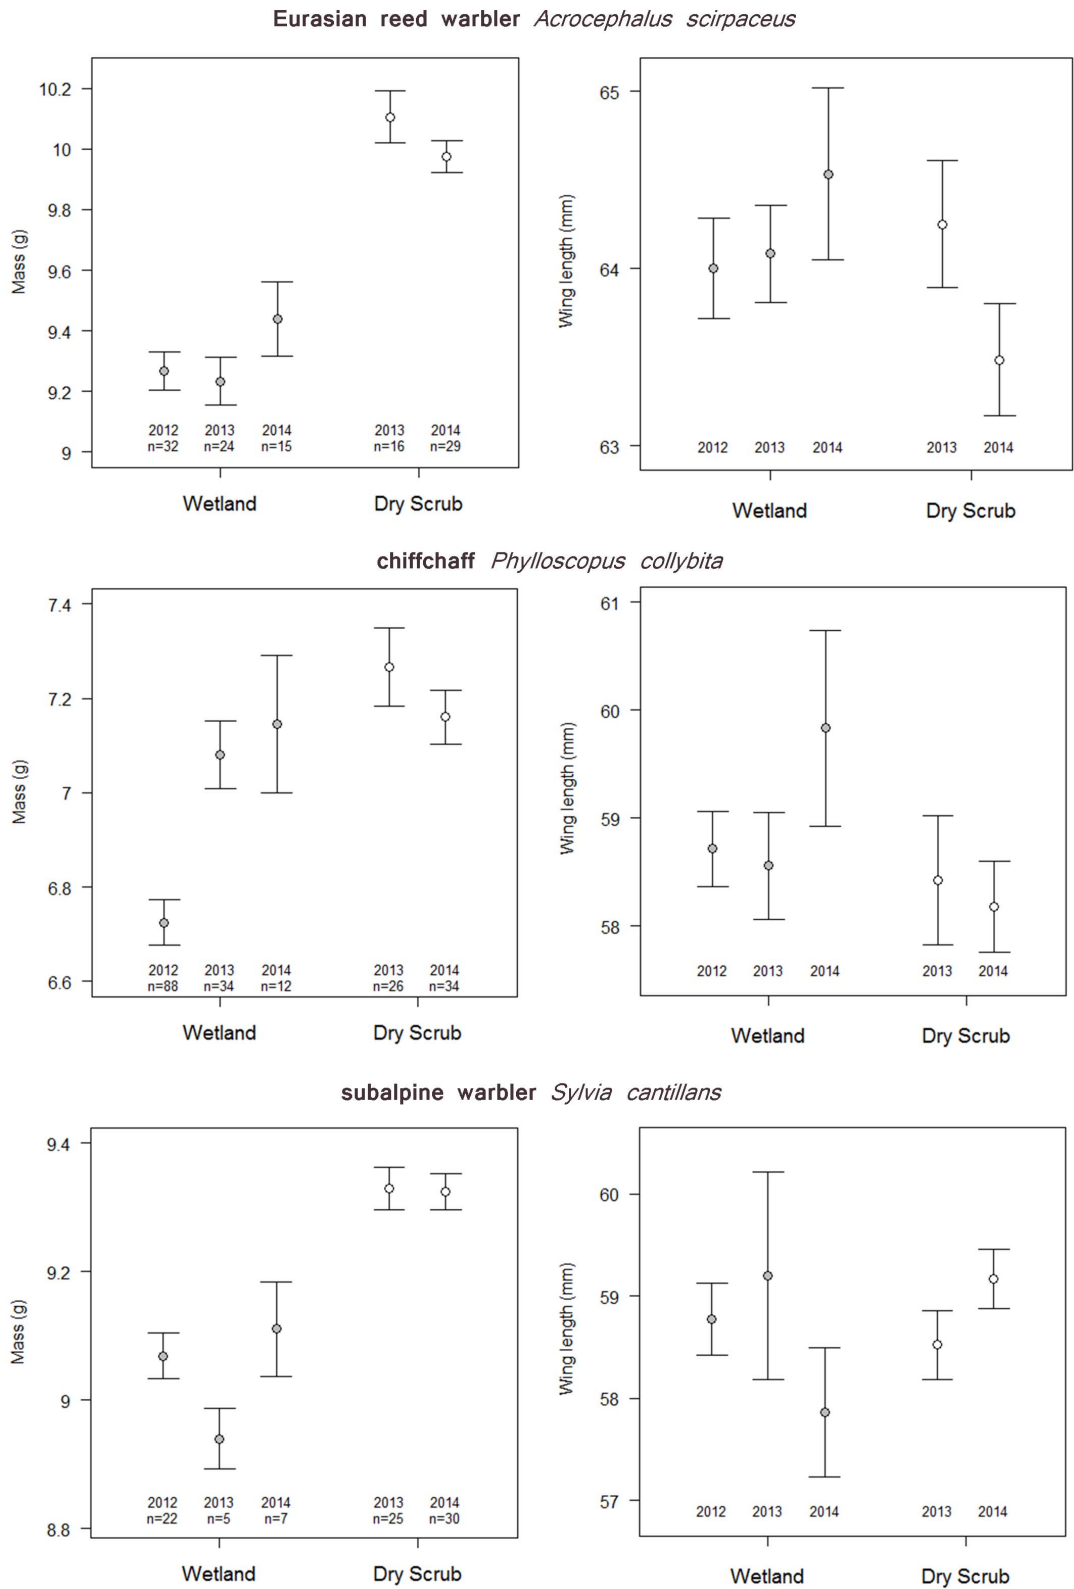 Eurasian reed warbler Acrocephalus scirpaceus
10.2
10
9.8
9.6
9.4
9.2
9
Mass (g)
2012 2013 2014 2013 2014
n=32 n=24 n=15 n=16 n=29
Wetland Dry Scrub
65
64
63
Wing length (mm)
2012 2013 2014 2013 2014
Wetland Dry Scrub
chiffchaff Phylloscopus collybita
7.4
7.2
7
6.8
6.6
Mass (g)
2012 2013 2014 2013 2014
n=88 n=34 n=12 n=26 n=34
Wetland Dry Scrub
61
60
59
58
Wing length (mm)
2012 2013 2014 2013 2014
Wetland Dry Scrub
subalpine warbler Sylvia cantillans
9.4
9.2
9
8.8
Mass (g)
2012 2013 2014 2013 2014
n=22 n=5 n=7 n=25 n=30
Wetland Dry Scrub
60
59
58
57
Wing length (mm)
2012 2013 2014 2013 2014
Wetland Dry Scrub